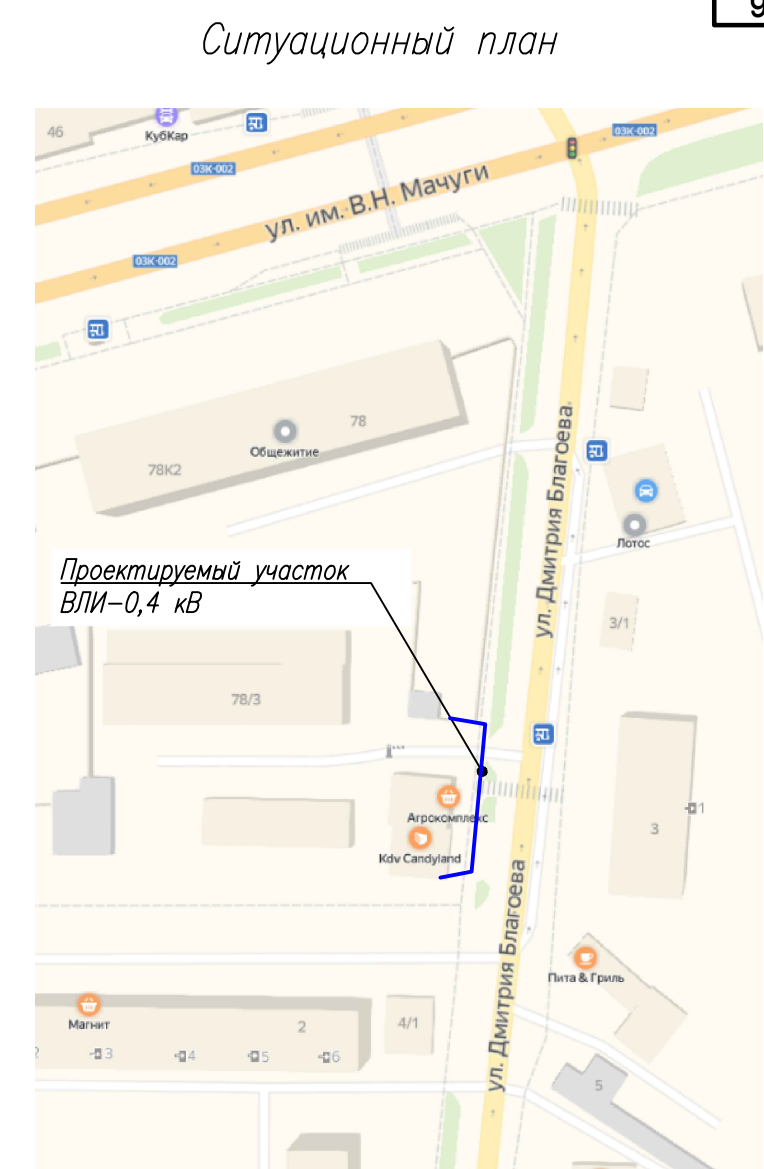 9
Ситуационный план
46
КубКар
03К-002
03К-002
ул. им. В.Н. Мачуги
03К-002
78
Общежитие
78К2
ул. Дмитрия Благоева
Лотос
Проектируемый участок
ВЛИ-0,4 кВ
3/1
78/3
Агрокомплекс
1
3
Kdv Candyland
ул. Дмитрия Благоева
Пита & Гриль
Магнит
2
4/1
2
3
4
5
6
5